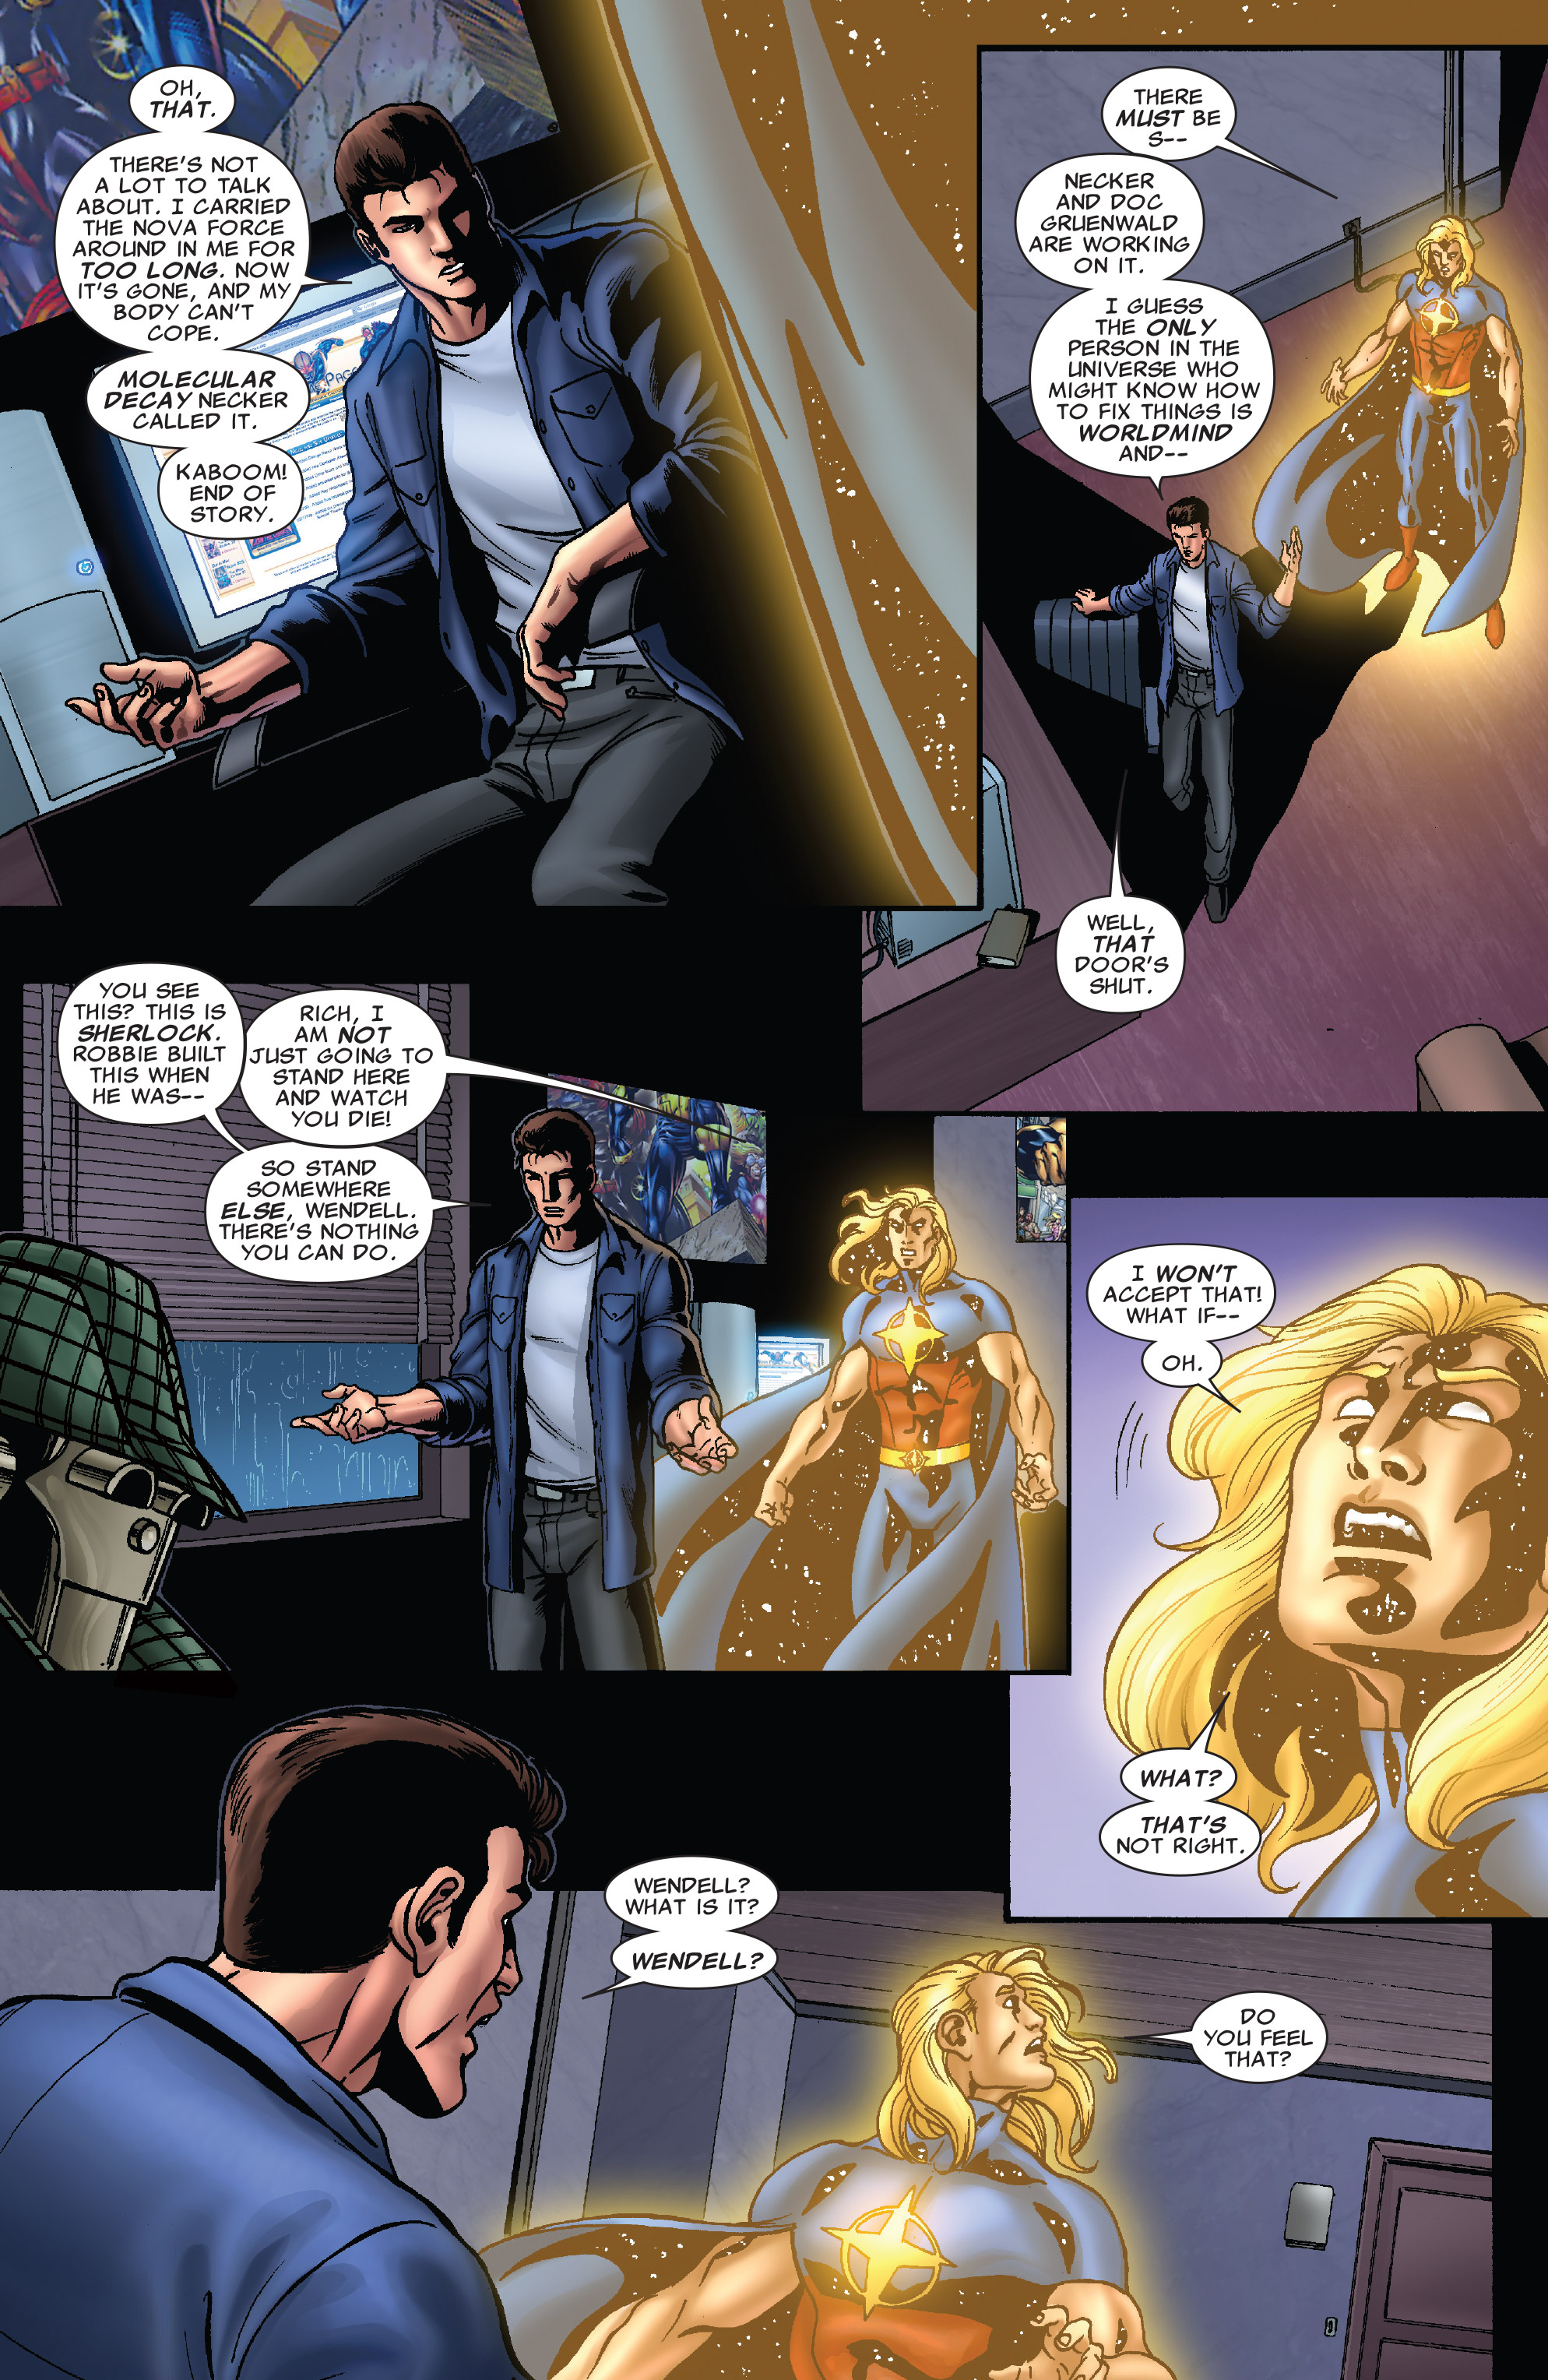 OH,
THAT.
THERE'S NOT
A LOT TO TALK
ABOUT. I CARRIED
THE NOVA FORCE
AROUND IN ME FOR
TOO LONG. NOW
IT'S GONE, AND MY
BODY CAN'T
COPE.
MOLECULAR
DECAY NECKER
CALLED IT.
KABOOM!
END OF
STORY.
THERE
MUST BE
S--
NECKER
AND DOC
GRUENWALD
ARE WORKING
ON IT.
I GUESS
THE ONLY
PERSON IN THE
UNIVERSE WHO
MIGHT KNOW HOW
TO FIX THINGS IS
WORLDMIND
AND--
WELL,
THAT
DOOR'S
SHUT.
YOU SEE
THIS? THIS IS
SHERLOCK.
ROBBIE BUILT
THIS WHEN
HE WAS--
RICH, I
AM NOT
JUST GOING TO
STAND HERE
AND WATCH
YOU DIE!
SO STAND
SOMEWHERE
ELSE, WENDELL.
THERE'S NOTHING
YOU CAN DO.
I WON'T
ACCEPT THAT!
WHAT IF--
OH.
WHAT?
THAT'S
NOT RIGHT.
WENDELL?
WHAT IS IT?
WENDELL?
DO
YOU FEEL
THAT?